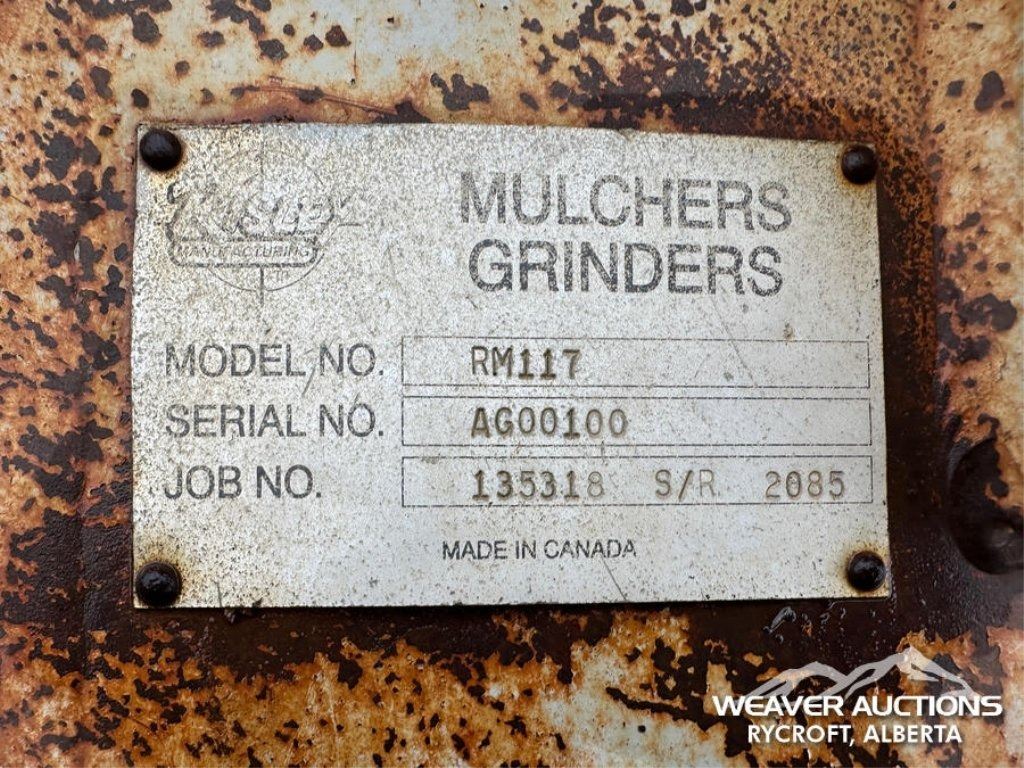 MANUFACTURING
MULCHERS
GRINDERS
MODEL NO. RM117
SERIAL NO. AG00100
JOB NO. 135318 S/R 2085
MADE IN CANADA
WEAVER AUCTIONS
RYCROFT, ALBERTA